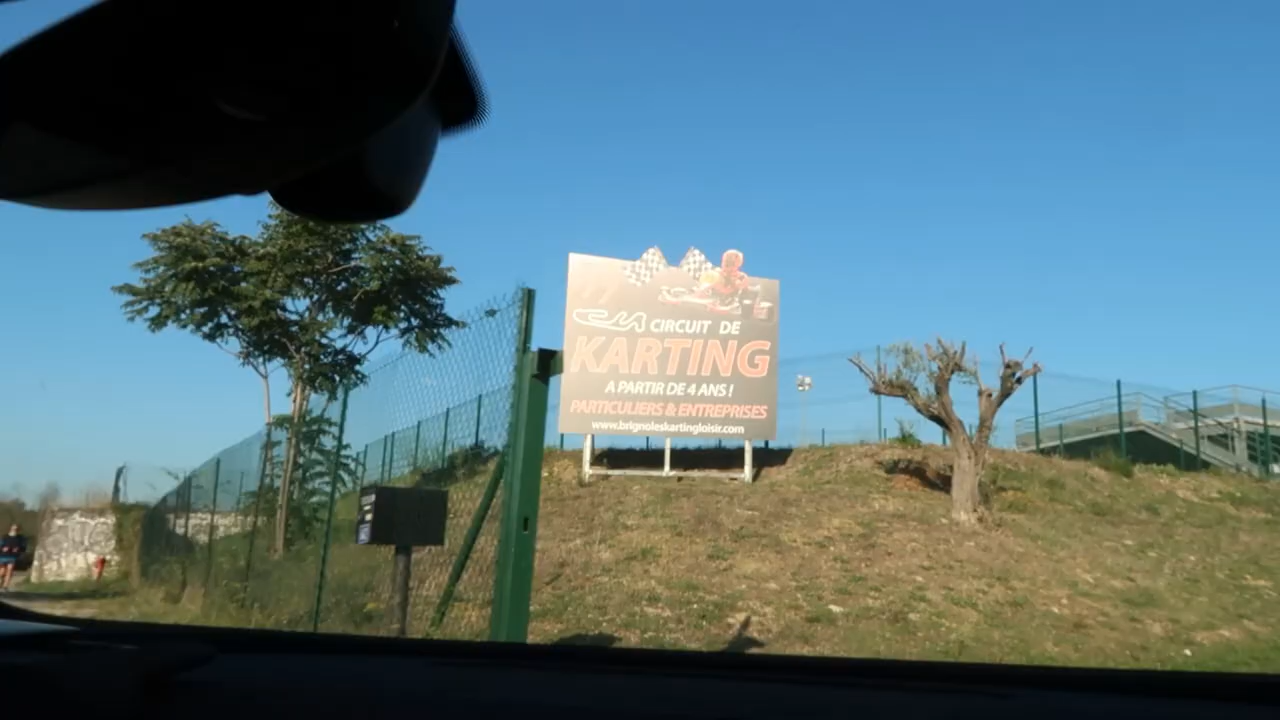 CIRCUIT DE
KARTING
A PARTIR DE 4 ANS !
PARTICULIERS & ENTREPRISES
www.brignoleskartingloisir.com